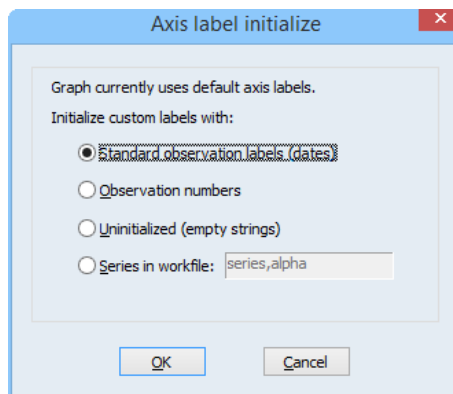 Axis label initialize
Graph currently uses default axis labels.
Initialize custom labels with:
Standard observation labels (dates)
Observation numbers
Uninitialized (empty strings)
Series in workfile: series,alpha
OK Cancel